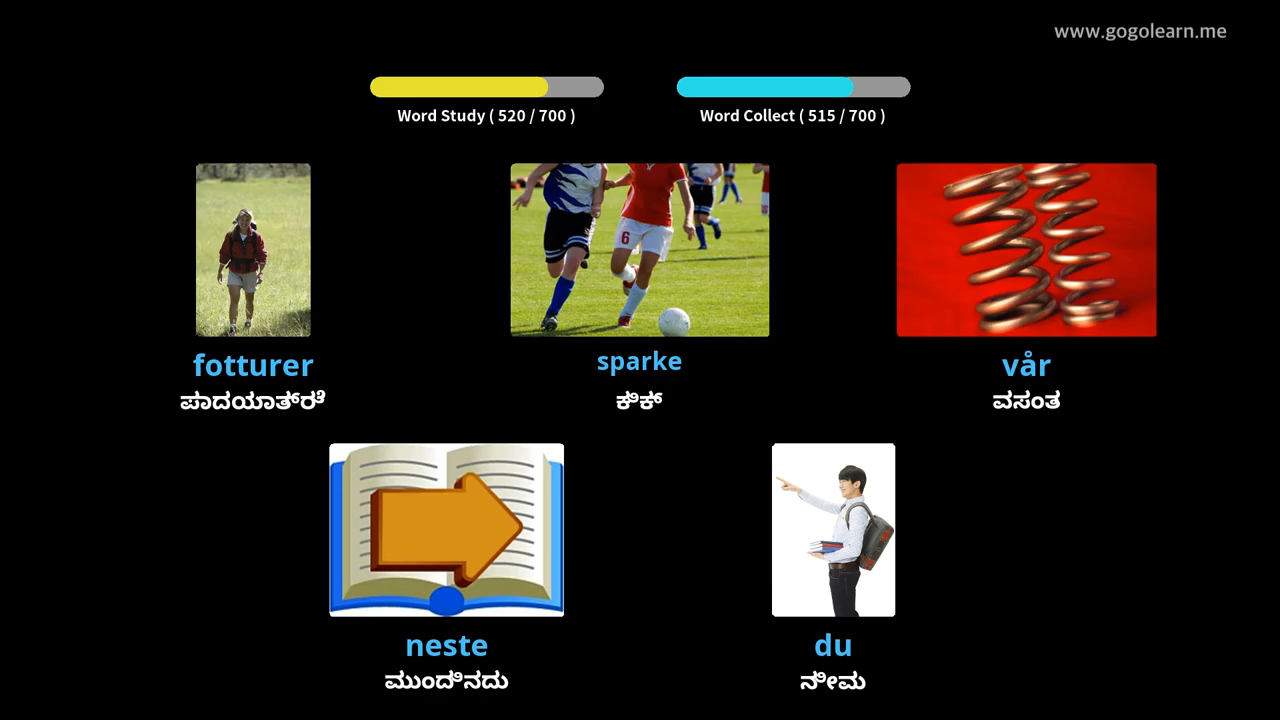 www.gogolearn.me
Word Study ( 520 / 700 )
Word Collect ( 515 / 700 )
fotturer
ಪಾದಯಾತ್ರೆ
sparke
ಕಿಕ್
vår
ವಸಂತ
neste
ಮುಂದಿನದು
du
ನೀಮ
6